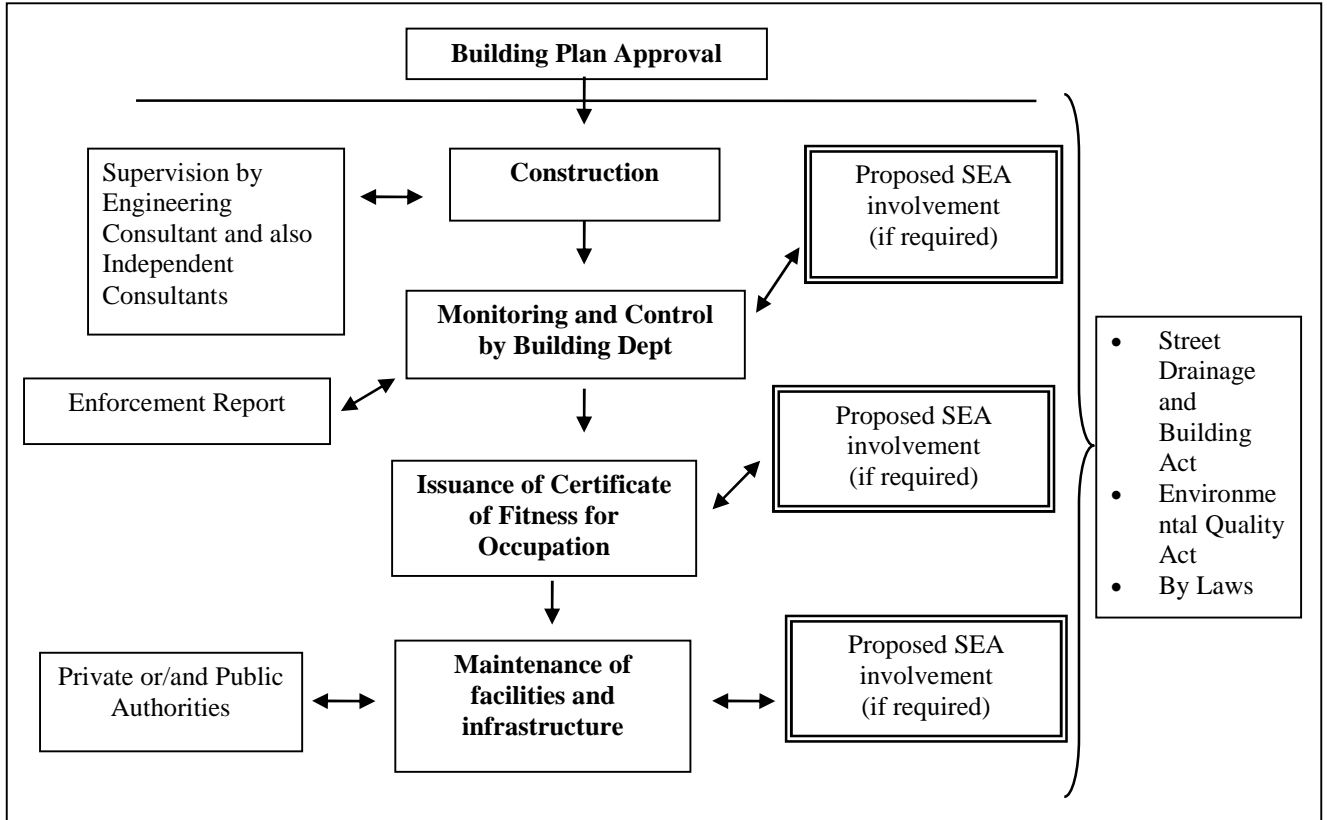 Building Plan Approval
Supervision by
Engineering
Consultant and also
Independent
Consultants
Construction
Proposed SEA
involvement
(if required)
Monitoring and Control
by Building Dept
Enforcement Report
Proposed SEA
involvement
(if required)
Issuance of Certificate
of Fitness for
Occupation
Private or/and Public
Authorities
Maintenance of
facilities and
infrastructure
Proposed SEA
involvement
(if required)
• Street
Drainage
and
Building
Act
• Environme
ntal Quality
Act
• By Laws